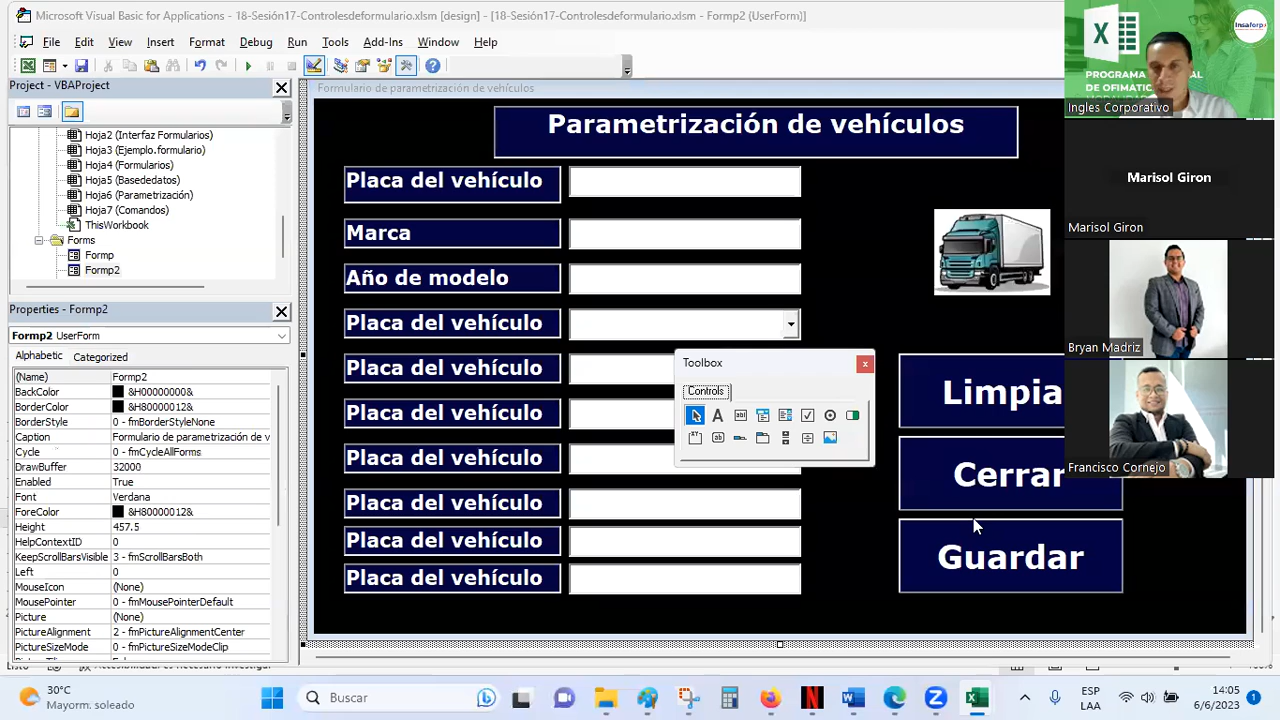 Microsoft Visual Basic for Applications - 18-Sesión17-Controlesdeformulario.xlsm [design] - [18-Sesión17-Controlesdeformulario.xlsm - Formp2 (UserForm)]
File Edit View Insert Format Debug Run Tools Add-Ins Window Help
Project - VBAProject
Hoja2 (Interfaz Formularios)
Hoja3 (Ejemplo.formulario)
Hoja4 (Formularios)
Hoja5 (Basededatos)
Hoja6 (Parametrización)
Hoja7 (Comandos)
ThisWorkbook
Forms
Formp
Formp2
Properties - Formp2
Formp2 UserForm
Alphabetic Categorized
(Name) Formp2
BackColor &H00000000&
BorderColor &H80000012&
BorderStyle 0 - fmBorderStyleNone
Caption Formulario de parametrización de v
Cycle 0 - fmCycleAllForms
DrawBuffer 32000
Enabled True
Font Verdana
ForeColor &H80000012&
Height 457.5
HelpContextID 0
KeepScrollBarsVisible 3 - fmScrollBarsBoth
Left 0
MouseIcon (None)
MousePointer 0 - fmMousePointerDefault
Picture (None)
PictureAlignment 2 - fmPictureAlignmentCenter
PictureSizeMode 0 - fmPictureSizeModeClip
Formulario de parametrización de vehículos
Parametrización de vehículos
Placa del vehículo
Marca
Año de modelo
Placa del vehículo
Placa del vehículo
Placa del vehículo
Placa del vehículo
Placa del vehículo
Placa del vehículo
Placa del vehículo
Toolbox
Controls
Limpia
Cerrar
Guardar
Insaforp
PROGRAMA
AL
DE OFIMATIC
Ingles Corporativo
Marisol Giron
Marisol Giron
Bryan Madriz
Francisco Cornejo
30°C
Mayorm. soleado
Buscar
ESP
LAA
14:05
6/6/2023
1